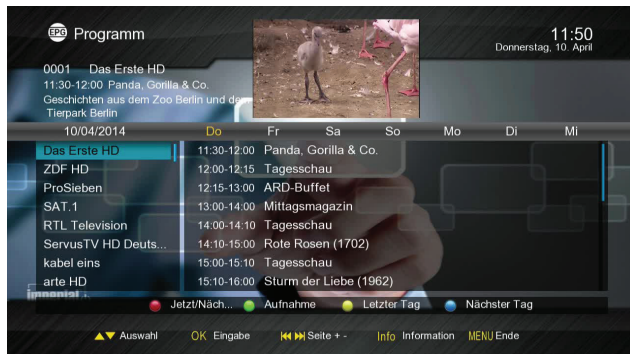 EPG Programm
11:50
Donnerstag, 10. April
0001 Das Erste HD
11:30-12:00 Panda, Gorilla & Co.
Geschichten aus dem Zoo Berlin und de
Tierpark Berlin
10/04/2014 Do Fr Sa So Mo Di Mi
Das Erste HD 11:30-12:00 Panda, Gorilla & Co.
ZDF HD 12:00-12:15 Tagesschau
ProSieben 12:15-13:00 ARD-Buffet
SAT.1 13:00-14:00 Mittagsmagazin
RTL Television 14:00-14:10 Tagesschau
ServusTV HD Deuts... 14:10-15:00 Rote Rosen (1702)
kabel eins 15:00-15:10 Tagesschau
arte HD 15:10-16:00 Sturm der Liebe (1962)
imperial
Jetzt/Näch... Aufnahme Letzter Tag Nächster Tag
Auswahl OK Eingabe Seite + - Info Information MENU Ende